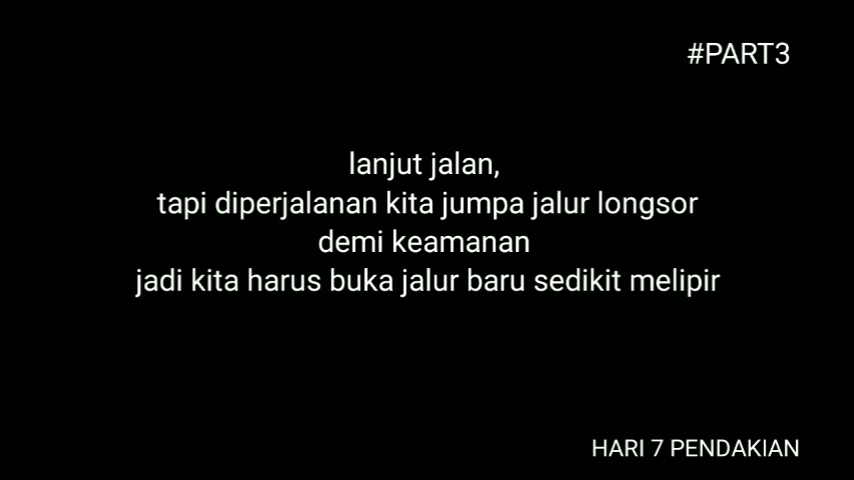 #PART3
lanjut jalan,
tapi diperjalanan kita jumpa jalur longsor
demi keamanan
jadi kita harus buka jalur baru sedikit melipir
HARI 7 PENDAKIAN